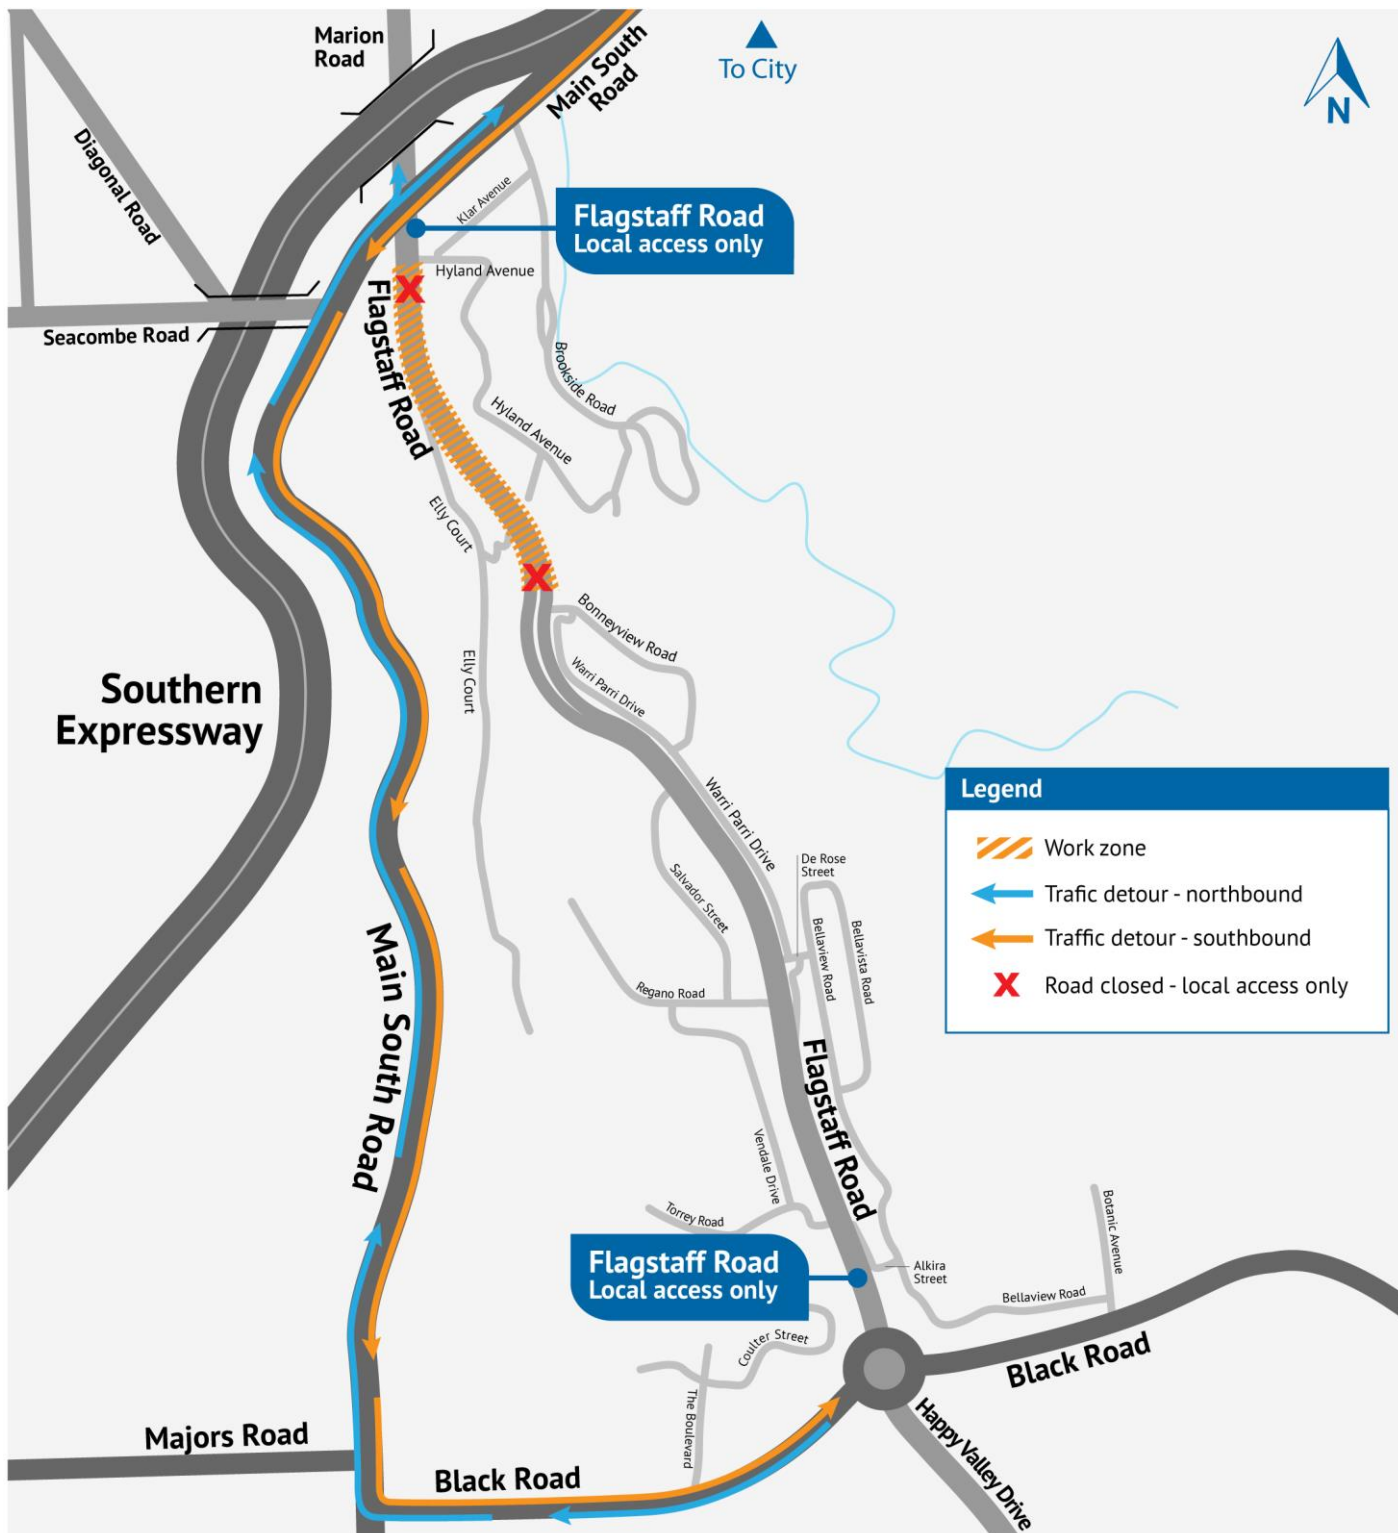 Marion
Road
Main South
Road
To City
N
Diagonal Road
Klar Avenue
Flagstaff Road
Local access only
Hyland Avenue
Seacombe Road
Flagstaff Road
Brookside Road
Hyland Avenue
Elly Court
Bonneyview Road
Elly Court
Warri Parri Drive
Southern
Expressway
Warri Parri Drive
Legend
Work zone
Trafic detour - northbound
Traffic detour - southbound
Road closed - local access only
De Rose
Street
Salvador Street
Bellaview Road
Bellavista Road
Main South Road
Regano Road
Flagstaff Road
Vendale Drive
Torrey Road
Botanic Avenue
Flagstaff Road
Local access only
Alkira
Street
Bellaview Road
Coulter Street
Black Road
The Boulevard
Happy Valley Drive
Majors Road
Black Road